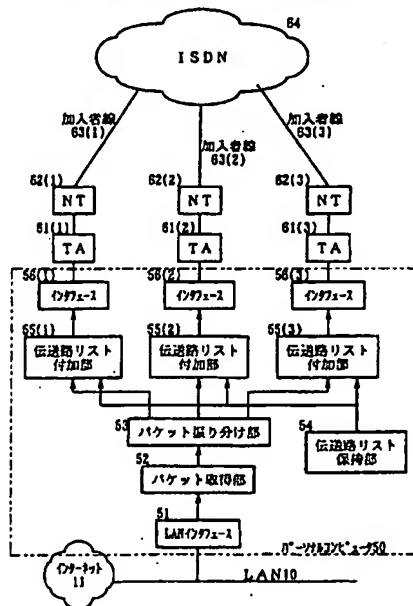 64
ISDN
加入者線
63(1)
加入者線
63(2)
加入者線
63(3)
62(1)
NT
62(2)
NT
62(3)
NT
61(1)
TA
61(2)
TA
61(3)
TA
56(1)
インタフェース
56(2)
インタフェース
56(3)
インタフェース
55(1)
伝送路リスト
付加部
55(2)
伝送路リスト
付加部
55(3)
伝送路リスト
付加部
53
パケット振り分け部
54
伝送路リスト
保持部
52
パケット取得部
51
LANインタフェース
パーソナルコンピュータ50
インターネット
11
LAN10